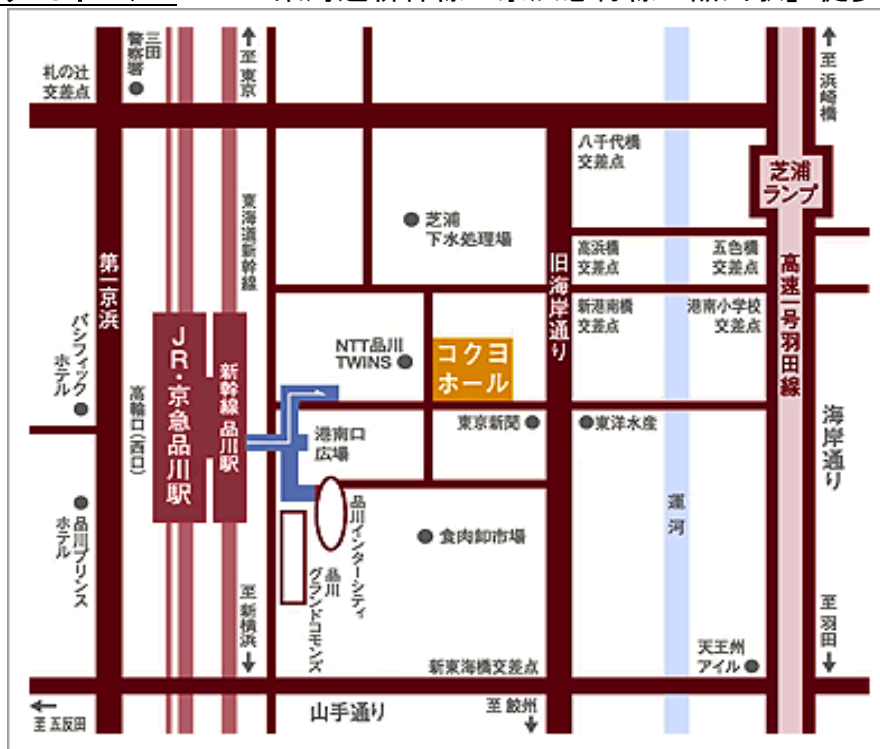 三田
警察署
札の辻
交差点
至東京
至浜崎橋
八千代橋
交差点
芝浦
ランプ
東海道新幹線
芝浦
下水処理場
第一京浜
旧海岸通り
高浜橋
交差点
五色橋
交差点
高速一号羽田線
新港南橋
交差点
港南小学校
交差点
パシフィック
ホテル
JR・京急品川駅
新幹線 品川駅
NTT品川
TWINS
コクヨ
ホール
高輪口(西口)
港南口
広場
東京新聞
東洋水産
海岸通り
品川プリンス
ホテル
品川インターシティ
品川
グランドコモンズ
食肉卸市場
運河
至新横浜
新東海橋交差点
天王州
アイル
至羽田
至五反田
山手通り
至鮫州